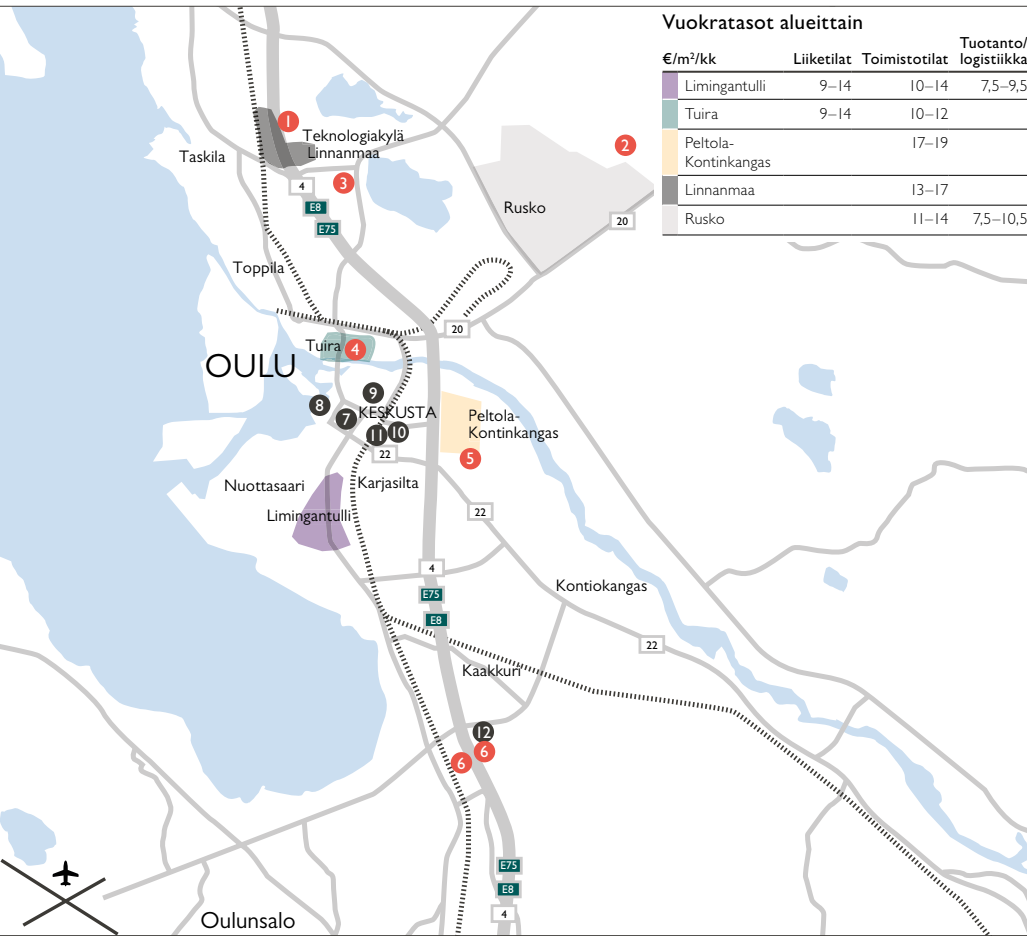 Vuokratasot alueittain
€/m²/kk Liiketilat Toimistotilat Tuotanto/
logistiikka
Limingantulli 9–14 10–14 7,5–9,5
Tuira 9–14 10–12
Peltola- 17–19
Kontinkangas
Linnanmaa 13–17
Rusko 11–14 7,5–10,5
1
Teknologiakylä
Linnanmaa
Taskila
2
4
3
E8
E75
Rusko
20
Toppila
20
Tuira 4
OULU
9
8
7
KESKUSTA
11
10
Peltola-
Kontinkangas
22
5
Nuottasaari
Karjasilta
Limingantulli
22
4
E75
E8
Kontiokangas
22
Kaakkuri
12
6
6
E75
E8
4
Oulunsalo